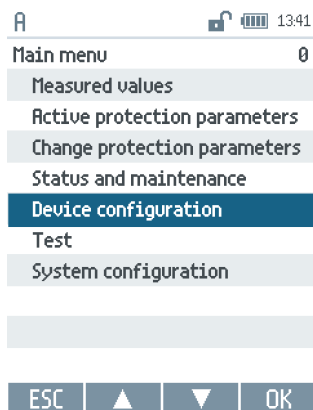 A 13:41
Main menu 0
Measured values
Active protection parameters
Change protection parameters
Status and maintenance
Device configuration
Test
System configuration
ESC OK